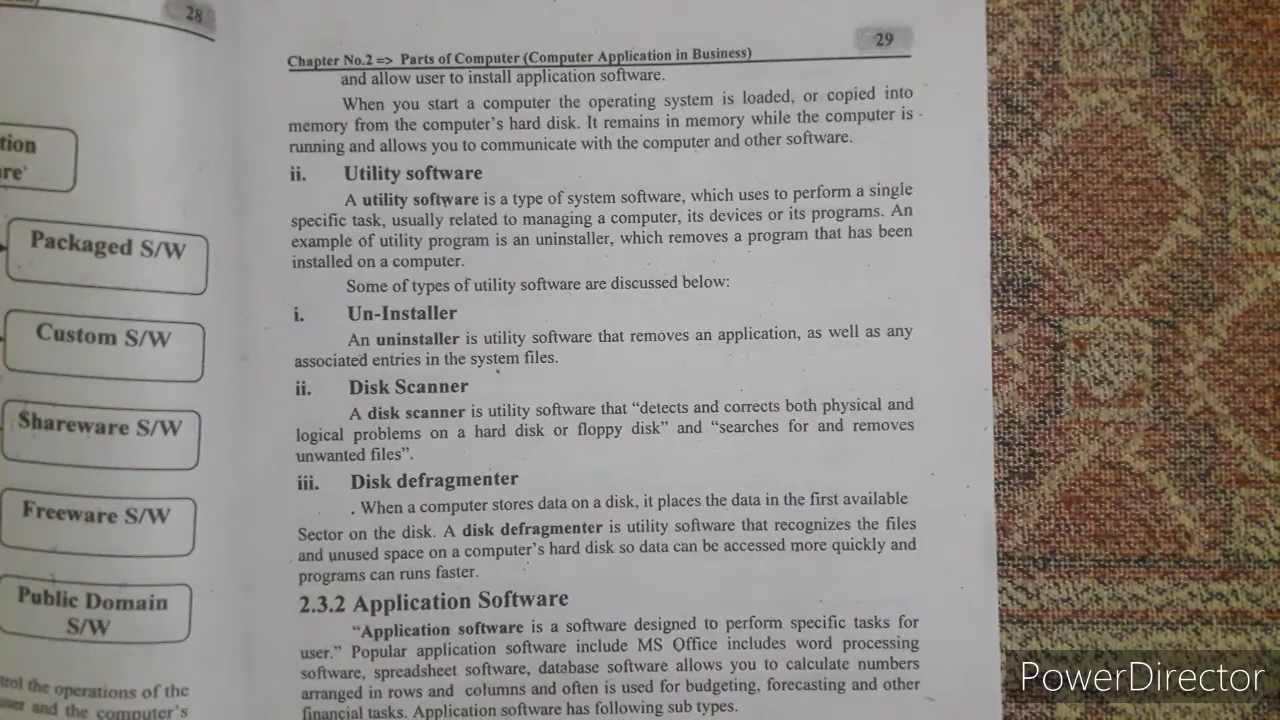 28
tion
re'
Packaged S/W
Custom S/W
Shareware S/W
Freeware S/W
Public Domain
S/W
the operations of the
and the computer's
29
Chapter No.2 => Parts of Computer (Computer Application in Business)
and allow user to install application software.
When you start a computer the operating system is loaded, or copied into
memory from the computer's hard disk. It remains in memory while the computer is
running and allows you to communicate with the computer and other software.
ii. Utility software
A utility software is a type of system software, which uses to perform a single
specific task, usually related to managing a computer, its devices or its programs. An
example of utility program is an uninstaller, which removes a program that has been
installed on a computer.
Some of types of utility software are discussed below:
i. Un-Installer
An uninstaller is utility software that removes an application, as well as any
associated entries in the system files.
ii. Disk Scanner
A disk scanner is utility software that “detects and corrects both physical and
logical problems on a hard disk or floppy disk” and “searches for and removes
unwanted files”.
iii. Disk defragmenter
. When a computer stores data on a disk, it places the data in the first available
Sector on the disk. A disk defragmenter is utility software that recognizes the files
and unused space on a computer's hard disk so data can be accessed more quickly and
programs can runs faster.
2.3.2 Application Software
“Application software is a software designed to perform specific tasks for
user.” Popular application software include MS Office includes word processing
software, spreadsheet software, database software allows you to calculate numbers
arranged in rows and columns and often is used for budgeting, forecasting and other
financial tasks. Application software has following sub types.
PowerDirector